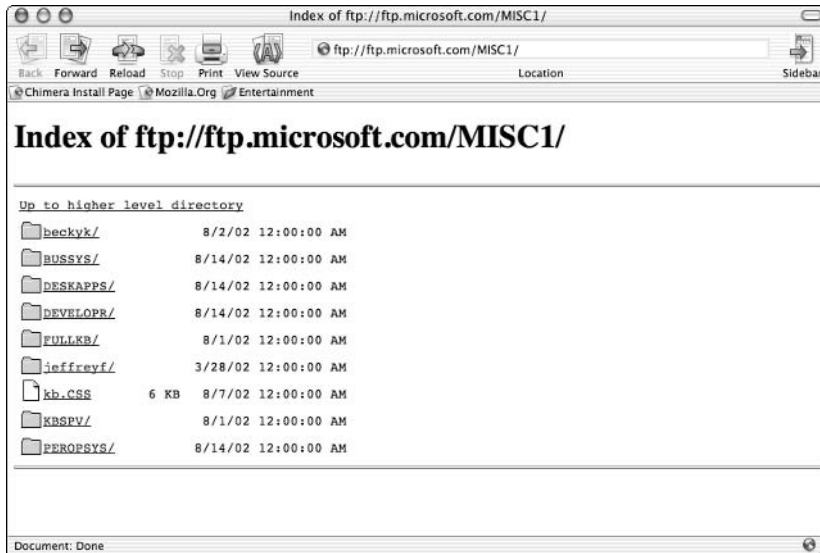 Index of ftp://ftp.microsoft.com/MISC1/
ftp://ftp.microsoft.com/MISC1/
Back Forward Reload Stop Print View Source Location Sidebar
Chimera Install Page Mozilla.Org Entertainment
Index of ftp://ftp.microsoft.com/MISC1/
Up to higher level directory
beckyk/ 8/2/02 12:00:00 AM
BUSSYS/ 8/14/02 12:00:00 AM
DESKAPPS/ 8/14/02 12:00:00 AM
DEVELOPR/ 8/14/02 12:00:00 AM
FULLKB/ 8/1/02 12:00:00 AM
jeffreyf/ 3/28/02 12:00:00 AM
kb.CSS 6 KB 8/7/02 12:00:00 AM
KBSPV/ 8/1/02 12:00:00 AM
PEROPSYS/ 8/14/02 12:00:00 AM
Document: Done